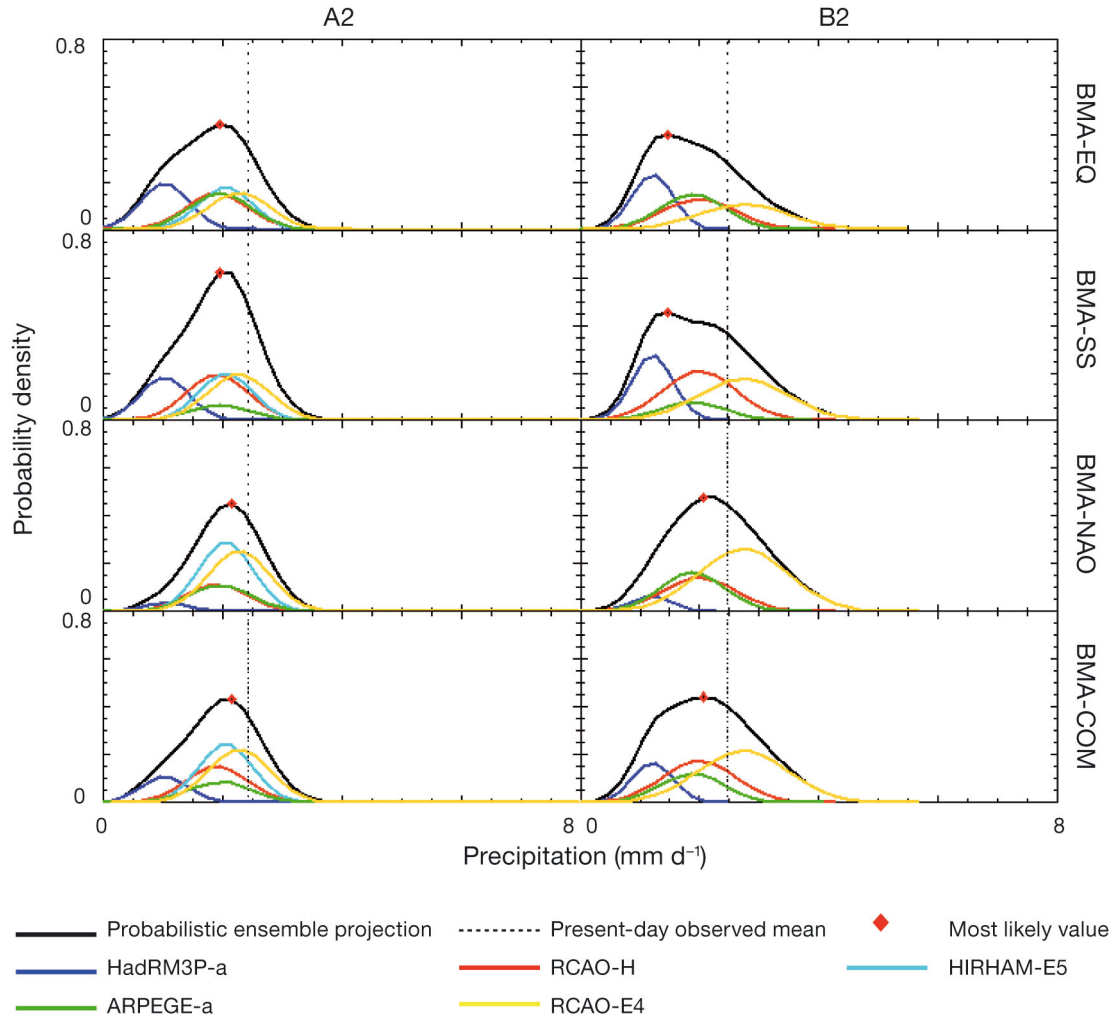 A2 B2
0.8
BMA-EQ
0
0.8
BMA-SS
0
0.8
BMA-NAO
0
0.8
BMA-COM
0
Probability density
0 8 0 8
Precipitation (mm d⁻¹)
Probabilistic ensemble projection Present-day observed mean Most likely value
HadRM3P-a RCAO-H HIRHAM-E5
ARPEGE-a RCAO-E4